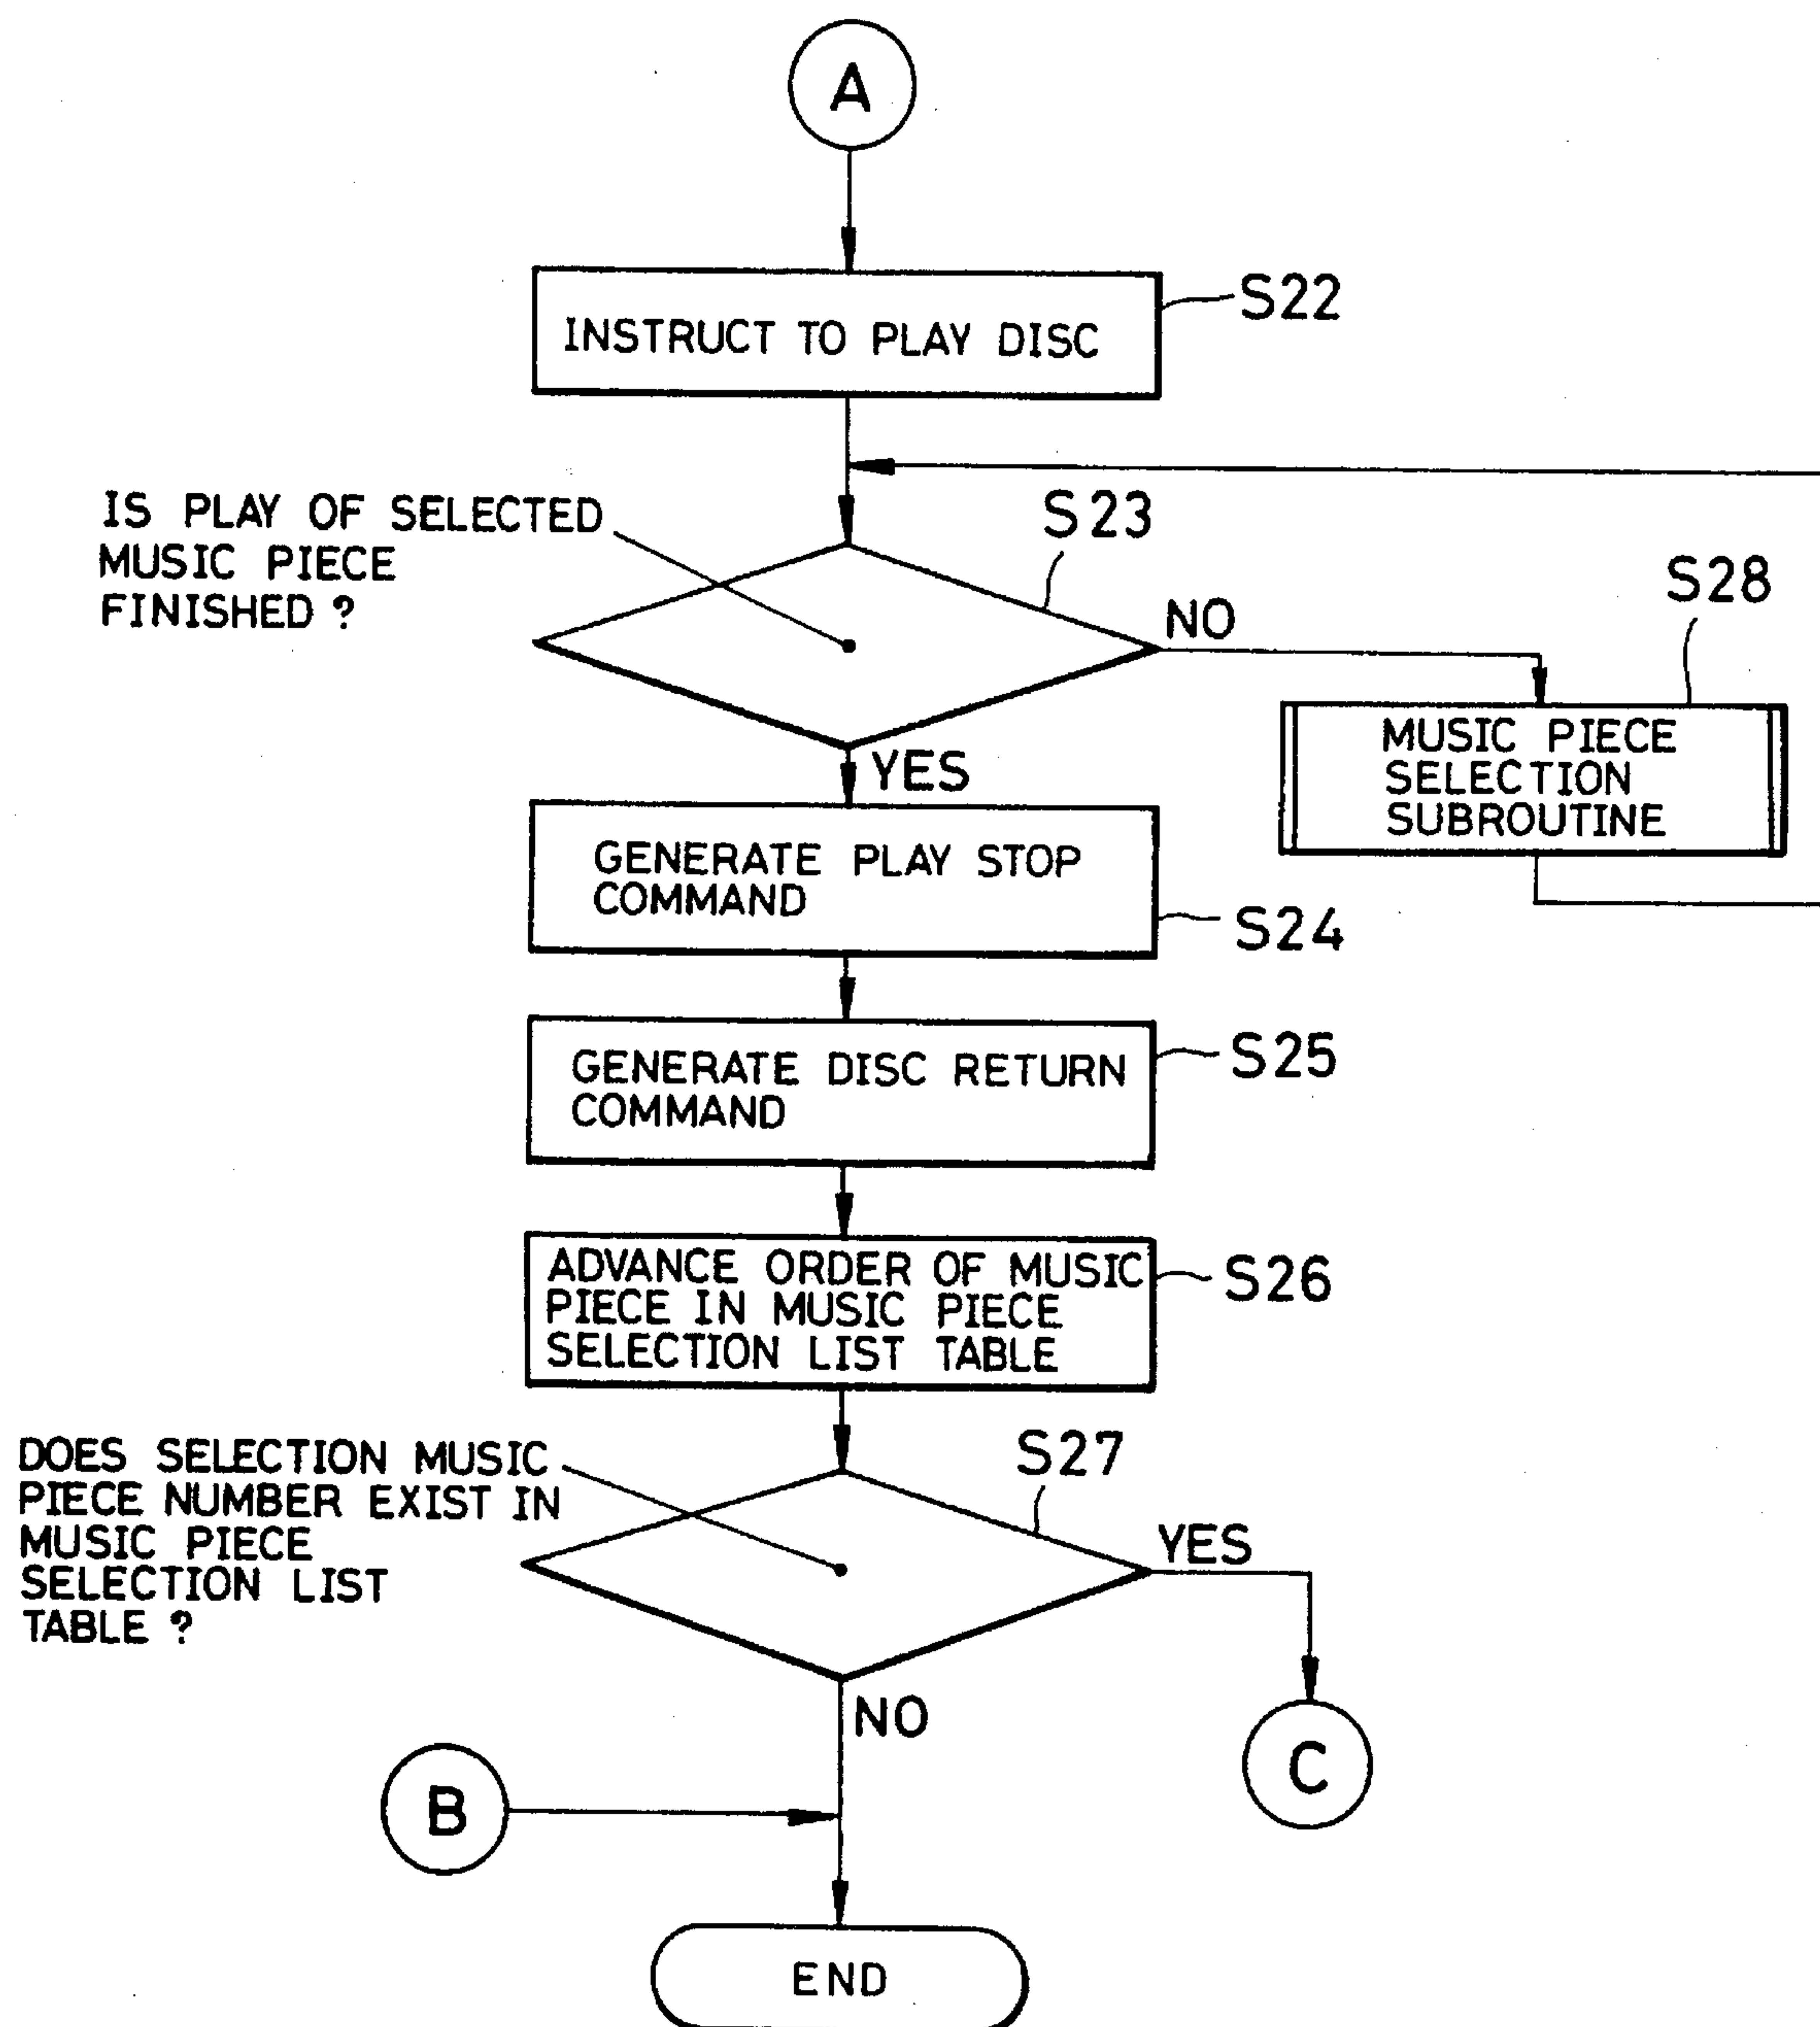 A
INSTRUCT TO PLAY DISC
S22
IS PLAY OF SELECTED
MUSIC PIECE
FINISHED ?
S23
NO
S28
MUSIC PIECE
SELECTION
SUBROUTINE
YES
GENERATE PLAY STOP
COMMAND
S24
GENERATE DISC RETURN
COMMAND
S25
ADVANCE ORDER OF MUSIC
PIECE IN MUSIC PIECE
SELECTION LIST TABLE
S26
DOES SELECTION MUSIC
PIECE NUMBER EXIST IN
MUSIC PIECE
SELECTION LIST
TABLE ?
S27
YES
NO
C
B
END